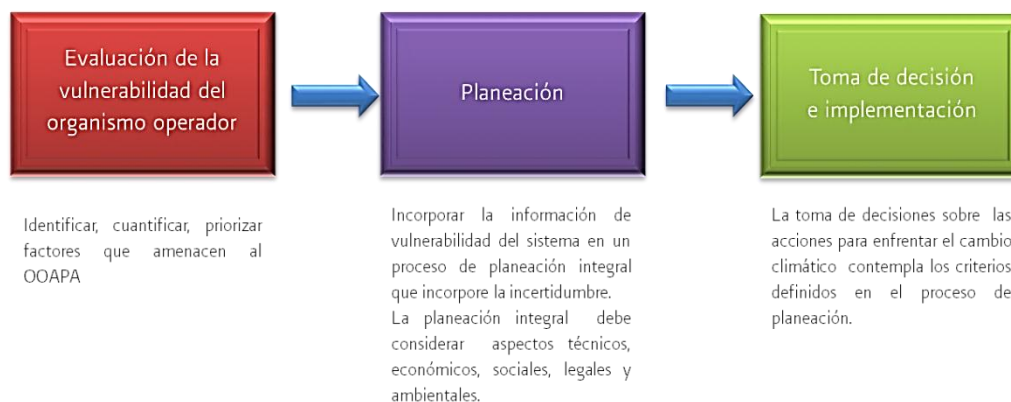 Evaluación de la
vulnerabilidad del
organismo operador
Identificar, cuantificar, priorizar
factores que amenacen al
OOAPA
Planeación
Incorporar la información de
vulnerabilidad del sistema en un
proceso de planeación integral
que incorpore la incertidumbre.
La planeación integral debe
considerar aspectos técnicos,
económicos, sociales, legales y
ambientales.
Toma de decisión
e implementación
La toma de decisiones sobre las
acciones para enfrentar el cambio
climático contempla los criterios
definidos en el proceso de
planeación.